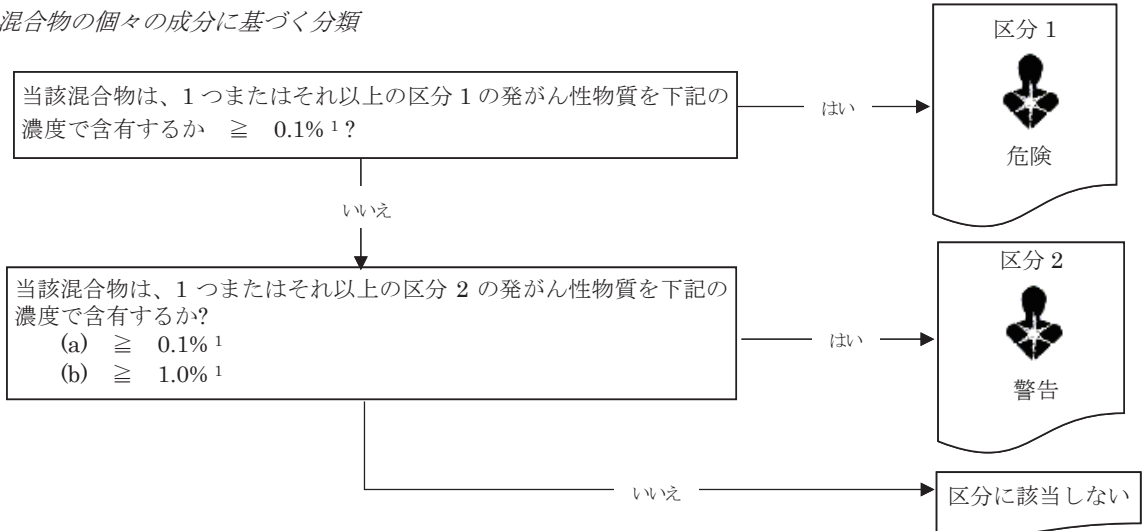 混合物の個々の成分に基づく分類
区分 1
当該混合物は、1 つまたはそれ以上の区分 1 の発がん性物質を下記の
濃度で含有するか ≧ 0.1% ¹ ?
はい
危険
いいえ
区分 2
当該混合物は、1 つまたはそれ以上の区分 2 の発がん性物質を下記の
濃度で含有するか?
(a) ≧ 0.1% ¹
(b) ≧ 1.0% ¹
はい
警告
いいえ
区分に該当しない